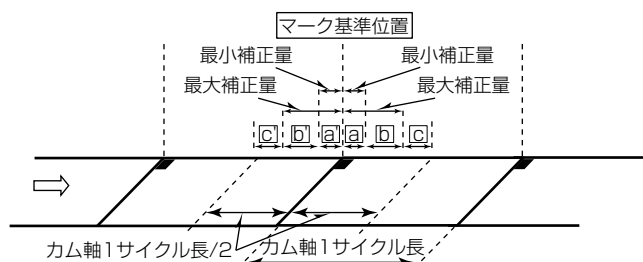 マーク基準位置
最小補正量 最小補正量
最大補正量 最大補正量
c' b' a' a b c
カム軸1サイクル長/2 カム軸1サイクル長